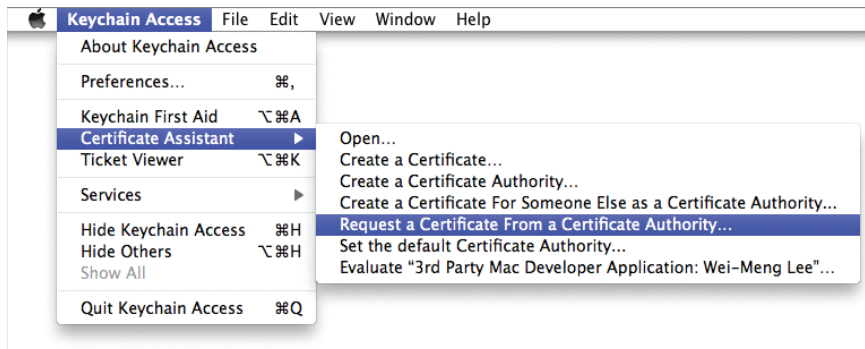 Keychain Access File Edit View Window Help
About Keychain Access
Preferences... ⌘,
Keychain First Aid ⌥⌘A
Certificate Assistant ▶
Ticket Viewer ⌥⌘K
Services ▶
Hide Keychain Access ⌘H
Hide Others ⌥⌘H
Show All
Quit Keychain Access ⌘Q
Open...
Create a Certificate...
Create a Certificate Authority...
Create a Certificate For Someone Else as a Certificate Authority...
Request a Certificate From a Certificate Authority...
Set the default Certificate Authority...
Evaluate “3rd Party Mac Developer Application: Wei-Meng Lee”...